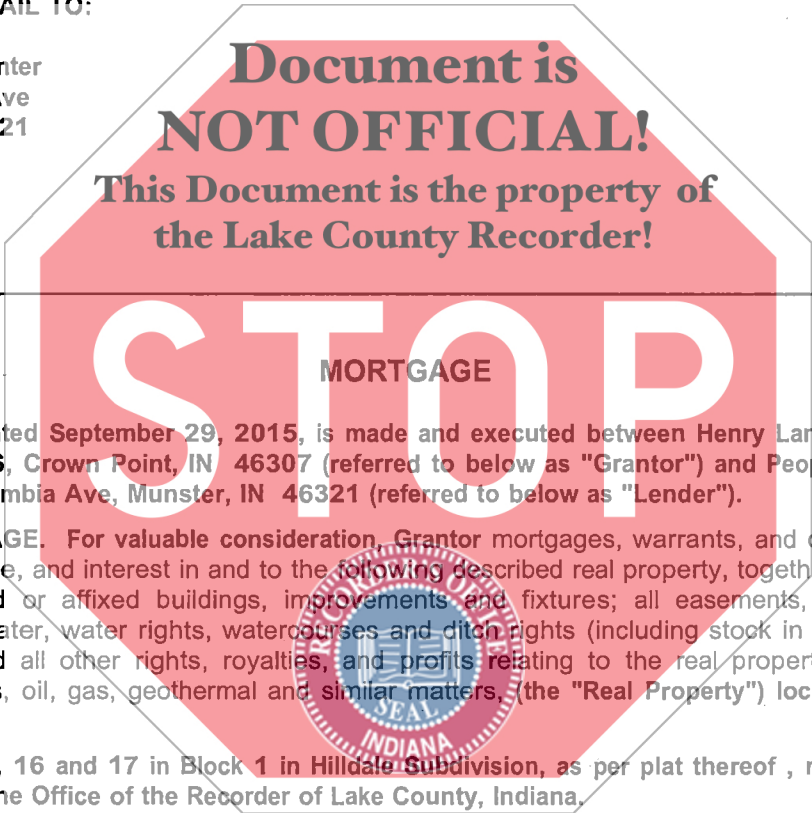 AIL TO:
nter
ve
21
Document is
NOT OFFICIAL!
This Document is the property of
the Lake County Recorder!
STOP
MORTGAGE
ted September 29, 2015, is made and executed between Henry Lar
, Crown Point, IN 46307 (referred to below as "Grantor") and Peop
mbia Ave, Munster, IN 46321 (referred to below as "Lender").
GE. For valuable consideration, Grantor mortgages, warrants, and
e, and interest in and to the following described real property, togeth
d or affixed buildings, improvements and fixtures; all easements,
ater, water rights, watercourses and ditch rights (including stock in
d all other rights, royalties, and profits relating to the real propert
, oil, gas, geothermal and similar matters, (the "Real Property") loc
RECORDING OFFICE
SEAL
INDIANA
, 16 and 17 in Block 1 in Hilldale Subdivision, as per plat thereof , r
he Office of the Recorder of Lake County, Indiana.